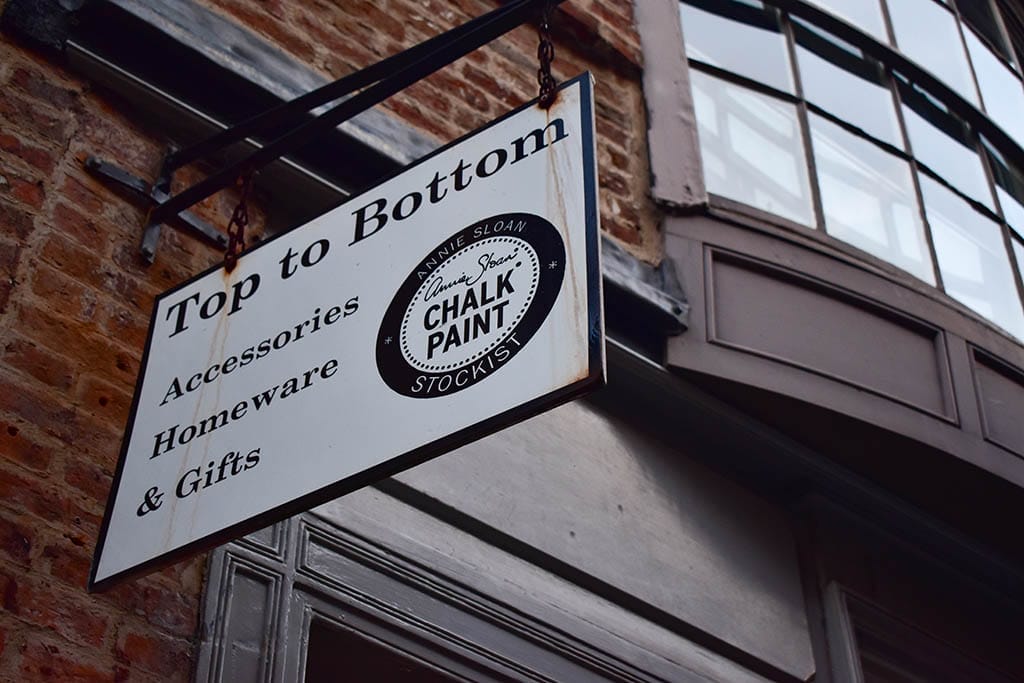 Top to Bottom
Accessories
Homeware
& Gifts
ANNIE SLOAN
Annie Sloan
CHALK
PAINT
STOCKIST